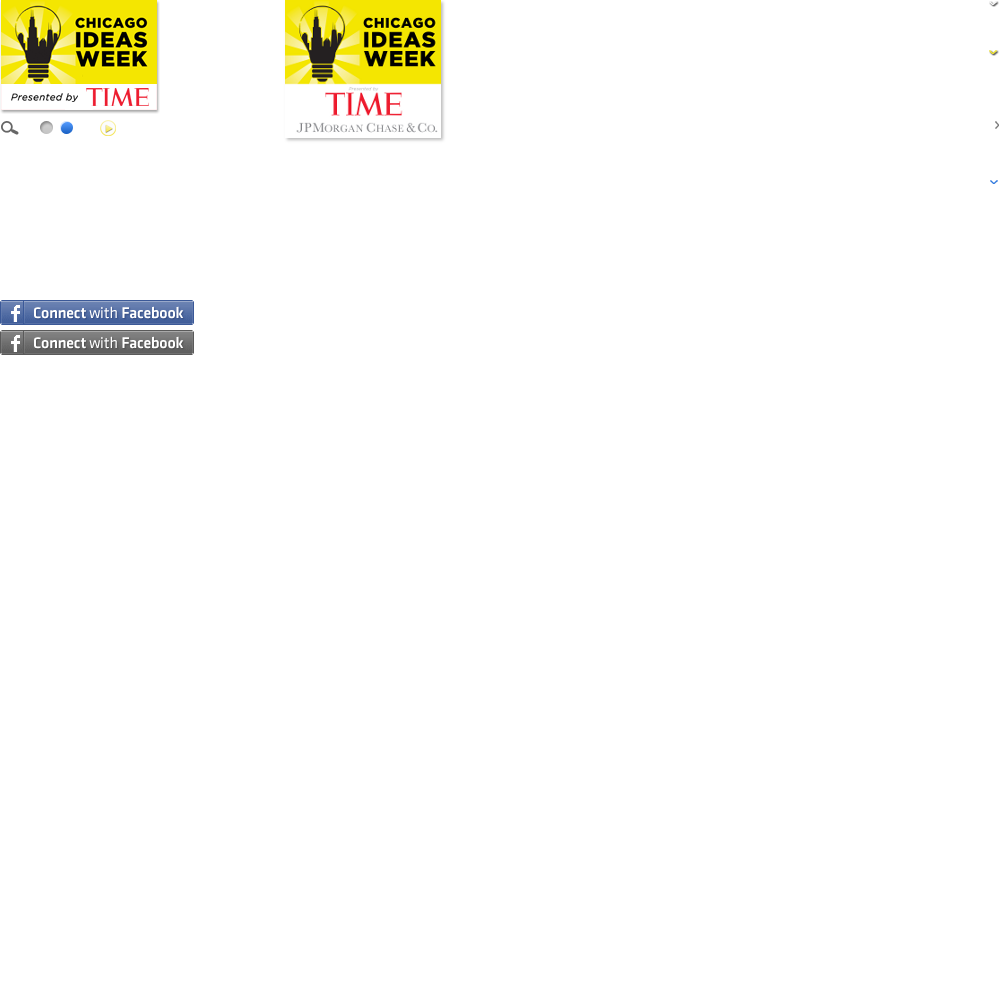 CHICAGO
IDEAS
WEEK
Presented by TIME
CHICAGO
IDEAS
WEEK
Presented by
TIME
JPMORGAN CHASE & CO.
f Connect with Facebook
f Connect with Facebook